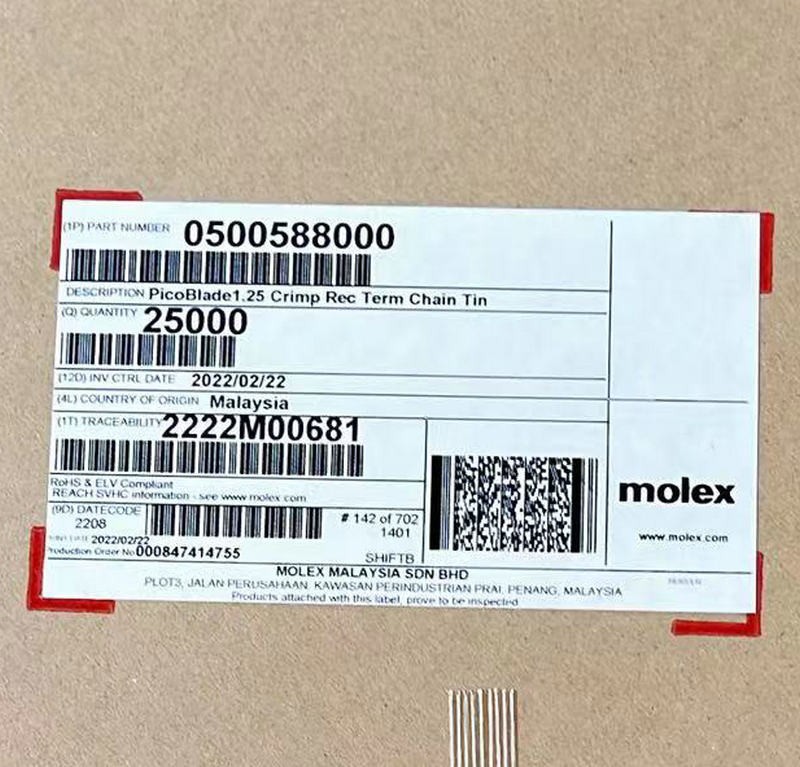 (1P) PART NUMBER 0500588000
DESCRIPTION PicoBlade1.25 Crimp Rec Term Chain Tin
(Q) QUANTITY 25000
(12D) INV CTRL DATE 2022/02/22
(4L) COUNTRY OF ORIGIN Malaysia
(1T) TRACEABILITY 2222M00681
RoHS & ELV Compliant
REACH SVHC information - see www.molex.com
(9D) DATECODE
2208
# 142 of 702
1401
DATE 2022/02/22
Production Order No 000847414755
SHIFTB
molex
www.molex.com
MOLEX MALAYSIA SDN BHD
PLOT3, JALAN PERUSAHAAN, KAWASAN PERINDUSTRIAN PRAI, PENANG, MALAYSIA
Products attached with this label, prove to be inspected